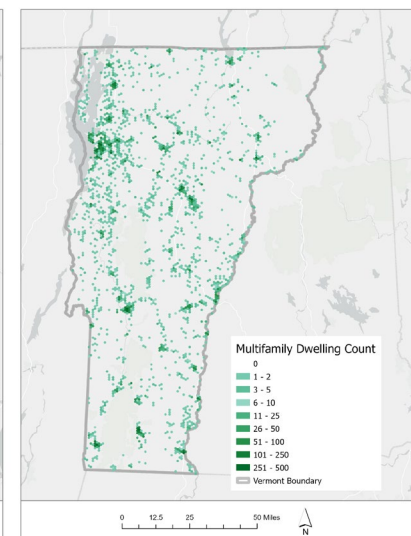 Multifamily Dwelling Count
0
1 - 2
3 - 5
6 - 10
11 - 25
26 - 50
51 - 100
101 - 250
251 - 500
Vermont Boundary
0 12.5 25 50 Miles
N